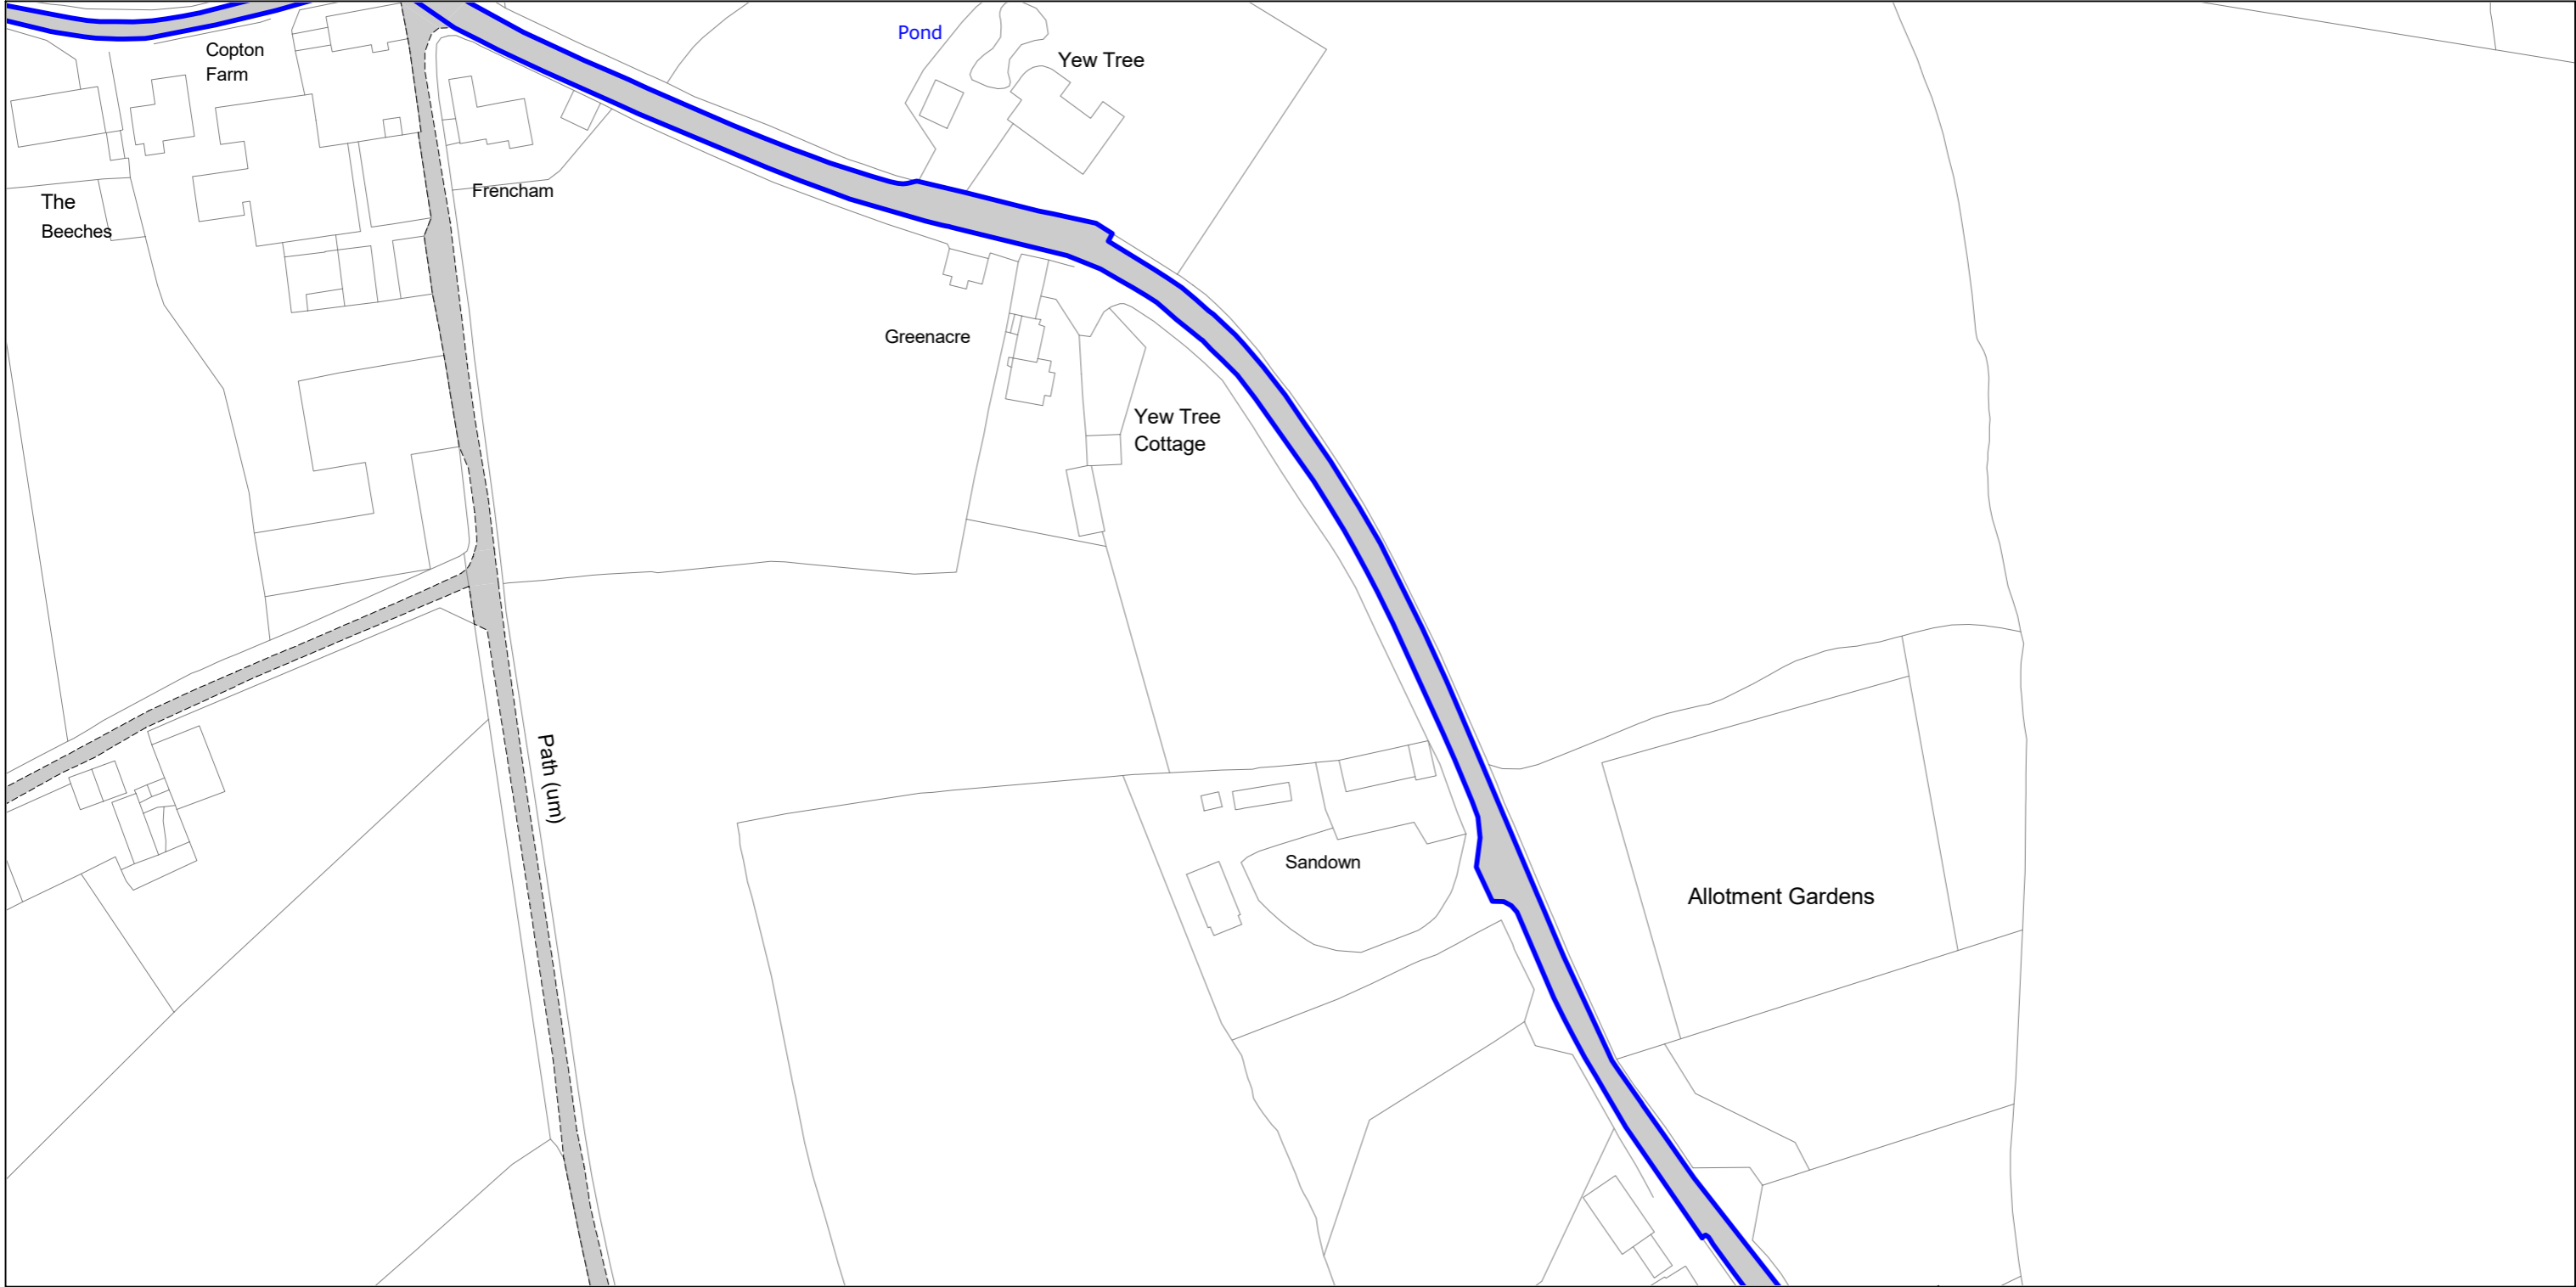 Pond
Copton
Farm
Yew Tree
Frencham
The
Beeches
Greenacre
Yew Tree
Cottage
Path (um)
Sandown
Allotment Gardens